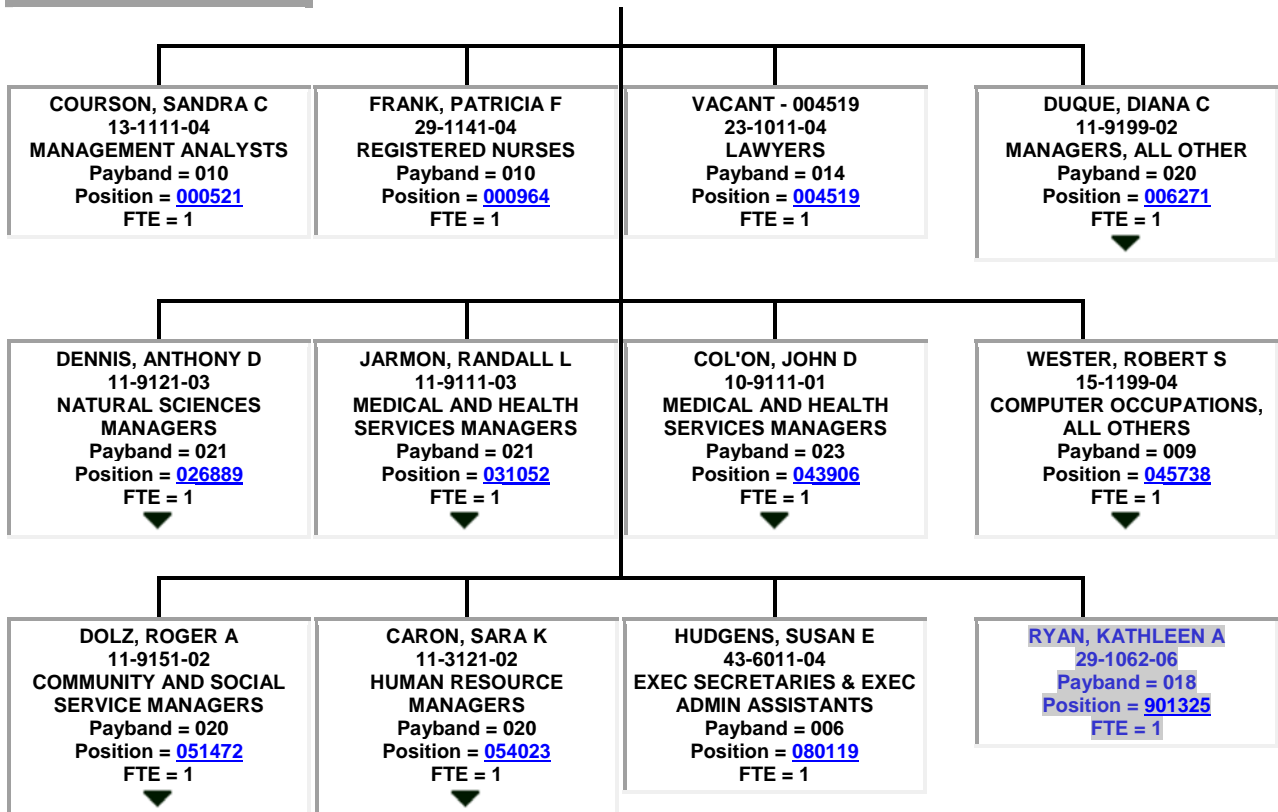 COURSON, SANDRA C
13-1111-04
MANAGEMENT ANALYSTS
Payband = 010
Position = 000521
FTE = 1
FRANK, PATRICIA F
29-1141-04
REGISTERED NURSES
Payband = 010
Position = 000964
FTE = 1
VACANT - 004519
23-1011-04
LAWYERS
Payband = 014
Position = 004519
FTE = 1
DUQUE, DIANA C
11-9199-02
MANAGERS, ALL OTHER
Payband = 020
Position = 006271
FTE = 1
DENNIS, ANTHONY D
11-9121-03
NATURAL SCIENCES
MANAGERS
Payband = 021
Position = 026889
FTE = 1
JARMON, RANDALL L
11-9111-03
MEDICAL AND HEALTH
SERVICES MANAGERS
Payband = 021
Position = 031052
FTE = 1
COL'ON, JOHN D
10-9111-01
MEDICAL AND HEALTH
SERVICES MANAGERS
Payband = 023
Position = 043906
FTE = 1
WESTER, ROBERT S
15-1199-04
COMPUTER OCCUPATIONS,
ALL OTHERS
Payband = 009
Position = 045738
FTE = 1
DOLZ, ROGER A
11-9151-02
COMMUNITY AND SOCIAL
SERVICE MANAGERS
Payband = 020
Position = 051472
FTE = 1
CARON, SARA K
11-3121-02
HUMAN RESOURCE
MANAGERS
Payband = 020
Position = 054023
FTE = 1
HUDGENS, SUSAN E
43-6011-04
EXEC SECRETARIES & EXEC
ADMIN ASSISTANTS
Payband = 006
Position = 080119
FTE = 1
RYAN, KATHLEEN A
29-1062-06
Payband = 018
Position = 901325
FTE = 1